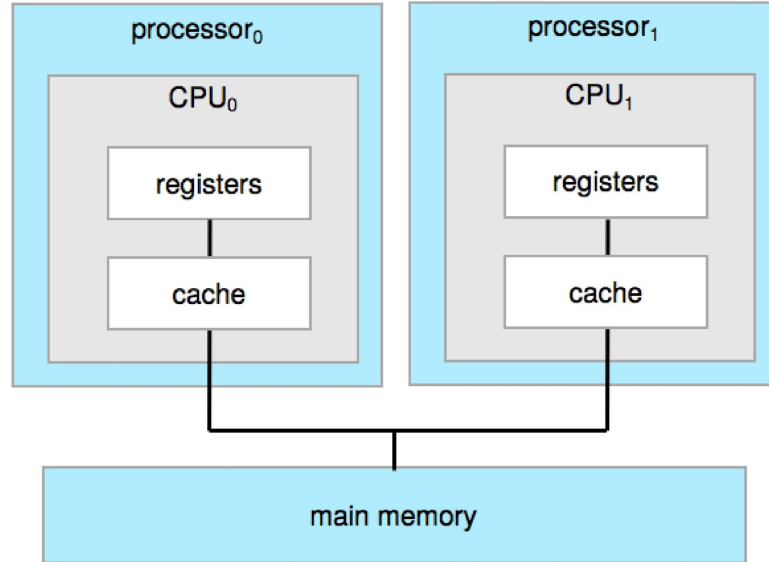 processor₀
processor₁
CPU₀
CPU₁
registers
registers
cache
cache
main memory